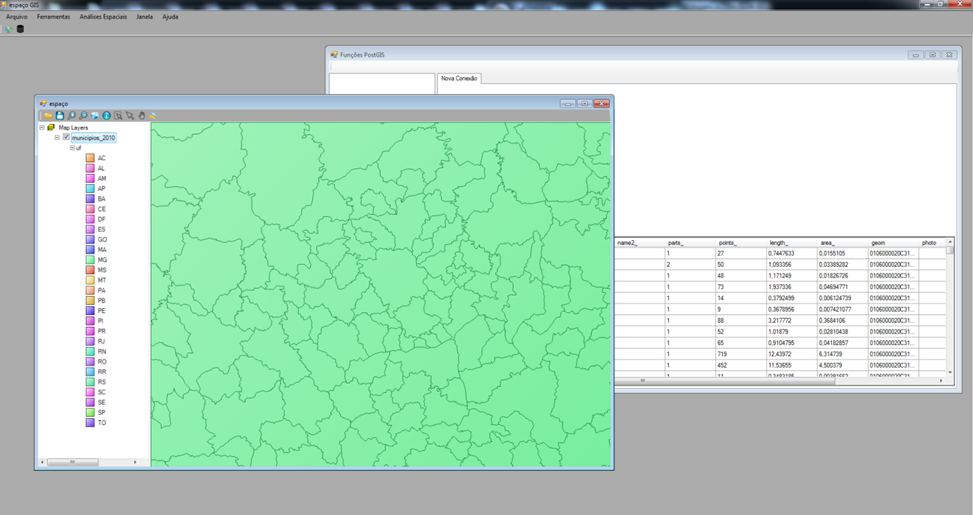 espaço GIS
Arquivo Ferramentas Análises Espaciais Janela Ajuda
Funções PostGIS
Nova Conexão
espaço
Map Layers
municipios_2010
uf
AC
AL
AM
AP
BA
CE
DF
ES
GO
MA
MG
MS
MT
PA
PB
PE
PI
PR
RJ
RN
RO
RR
RS
SC
SE
SP
TO
name2_ parts_ points_ length_ area_ geom photo
1 27 0,7447633 0,0155105 0106000020C31...
2 50 1,093356 0,03389282 0106000020C31...
1 48 1,171249 0,01826726 0106000020C31...
1 73 1,937336 0,04694771 0106000020C31...
1 14 0,3792499 0,006124739 0106000020C31...
1 9 0,3678956 0,007421077 0106000020C31...
1 88 3,217772 0,3684106 0106000020C31...
1 52 1,01879 0,02810438 0106000020C31...
1 65 0,9104795 0,04182857 0106000020C31...
1 719 12,43972 6,314739 0106000020C31...
1 452 11,53655 4,500379 0106000020C31...